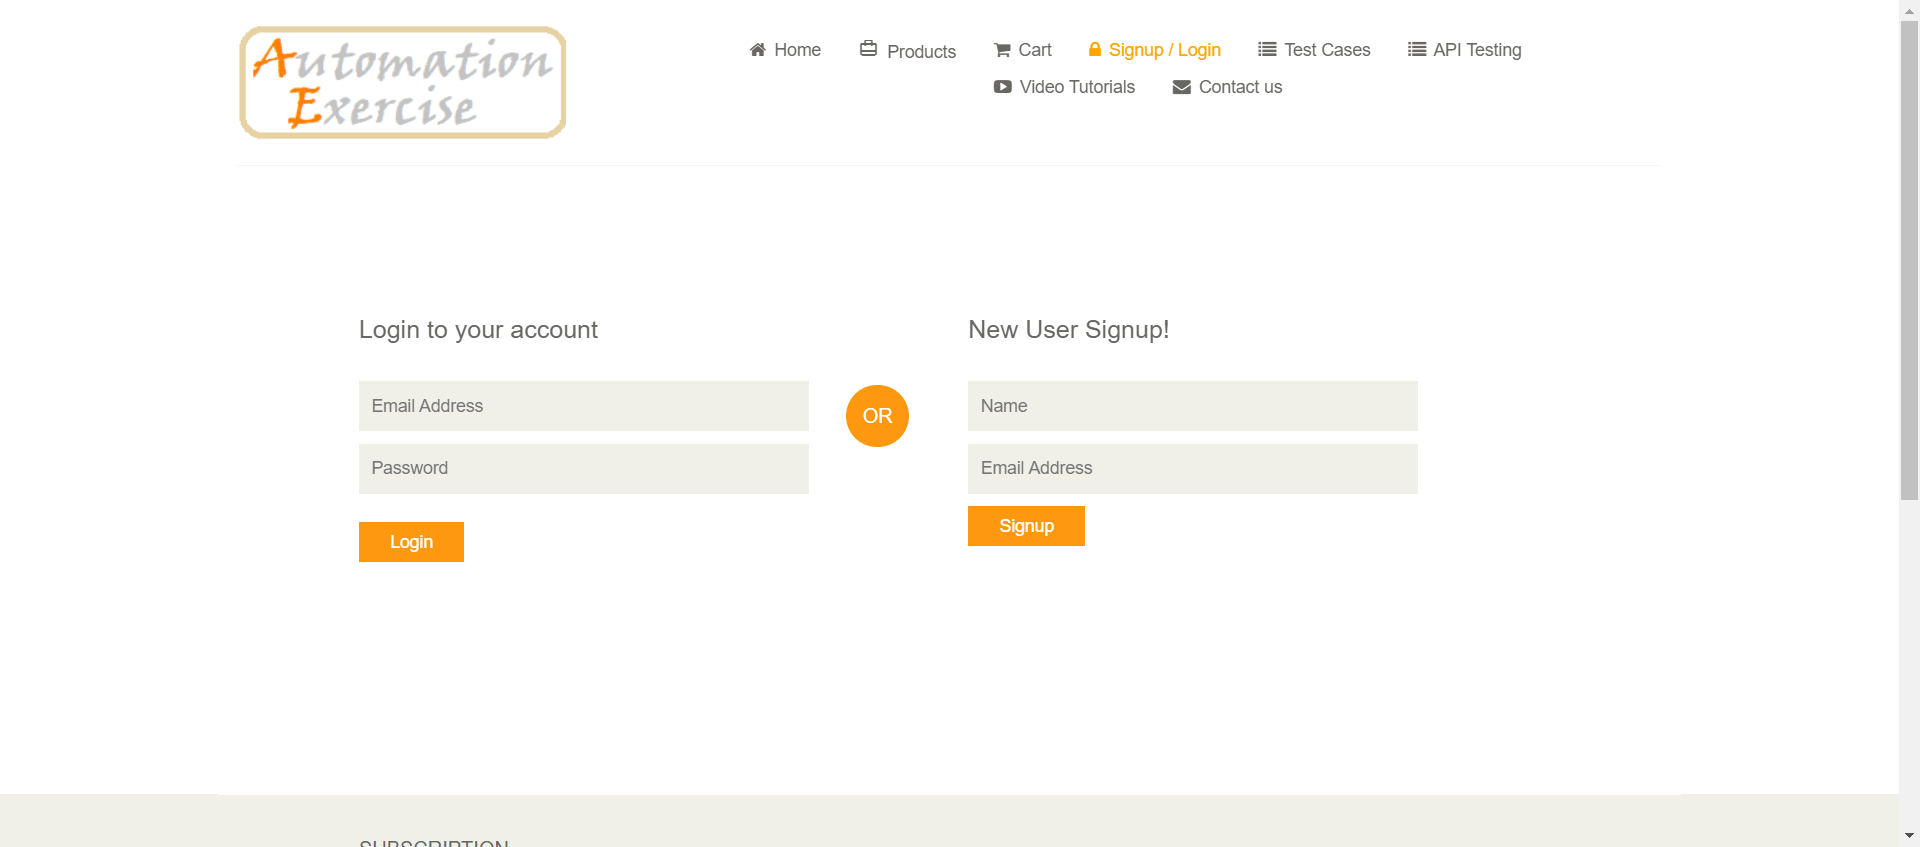 Automation
Exercise
Home
Products
Cart
Signup / Login
Test Cases
API Testing
Video Tutorials
Contact us
Login to your account
Email Address
Password
Login
OR
New User Signup!
Name
Email Address
Signup
SUBSCRIPTION